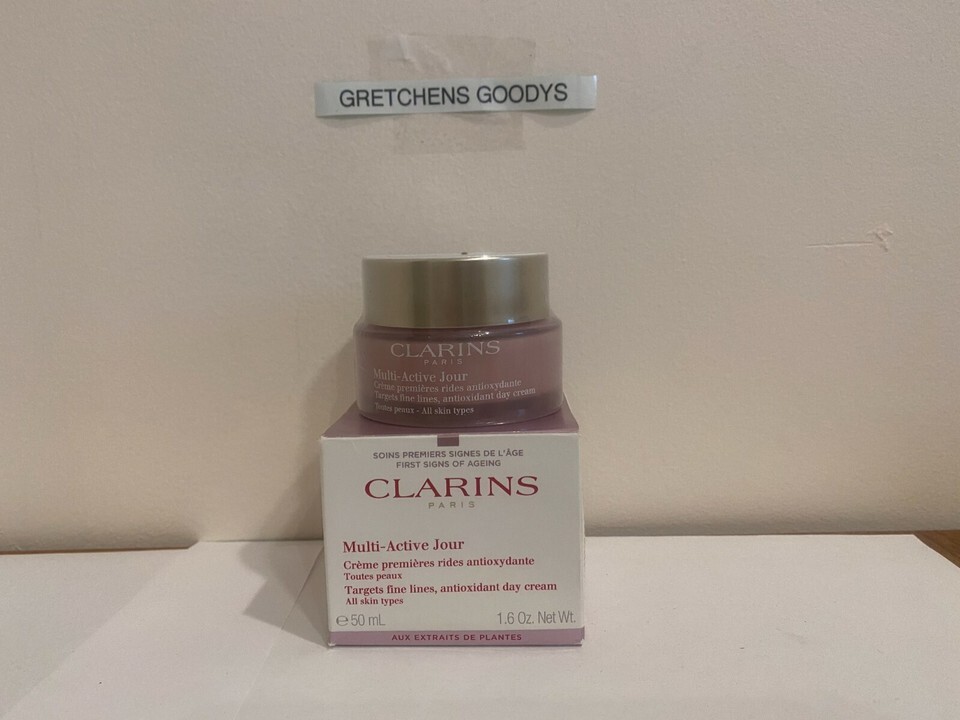 GRETCHENS GOODYS
CLARINS
PARIS
Multi-Active Jour
Crème premières rides antioxydante
Targets fine lines, antioxidant day cream
Toutes peaux - All skin types
SOINS PREMIERS SIGNES DE L'ÂGE
FIRST SIGNS OF AGEING
CLARINS
PARIS
Multi-Active Jour
Crème premières rides antioxydante
Toutes peaux
Targets fine lines, antioxidant day cream
All skin types
℮ 50 mL 1.6 Oz. Net Wt.
AUX EXTRAITS DE PLANTES